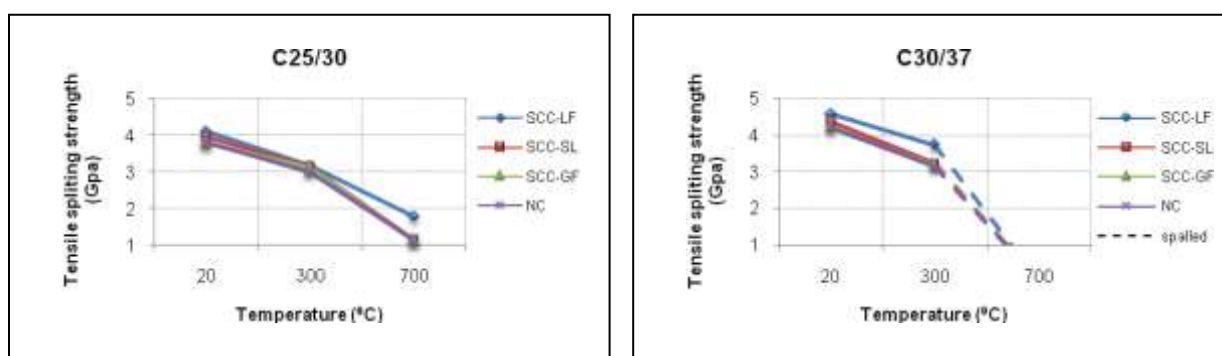 C25/30
Tensile spliting strength
(Gpa)
5
4
3
2
1
20 300 700
Temperature (ºC)
SCC-LF
SCC-SL
SCC-GF
NC
C30/37
Tensile spliting strength
(Gpa)
5
4
3
2
1
20 300 700
Temperature (ºC)
SCC-LF
SCC-SL
SCC-GF
NC
spalled